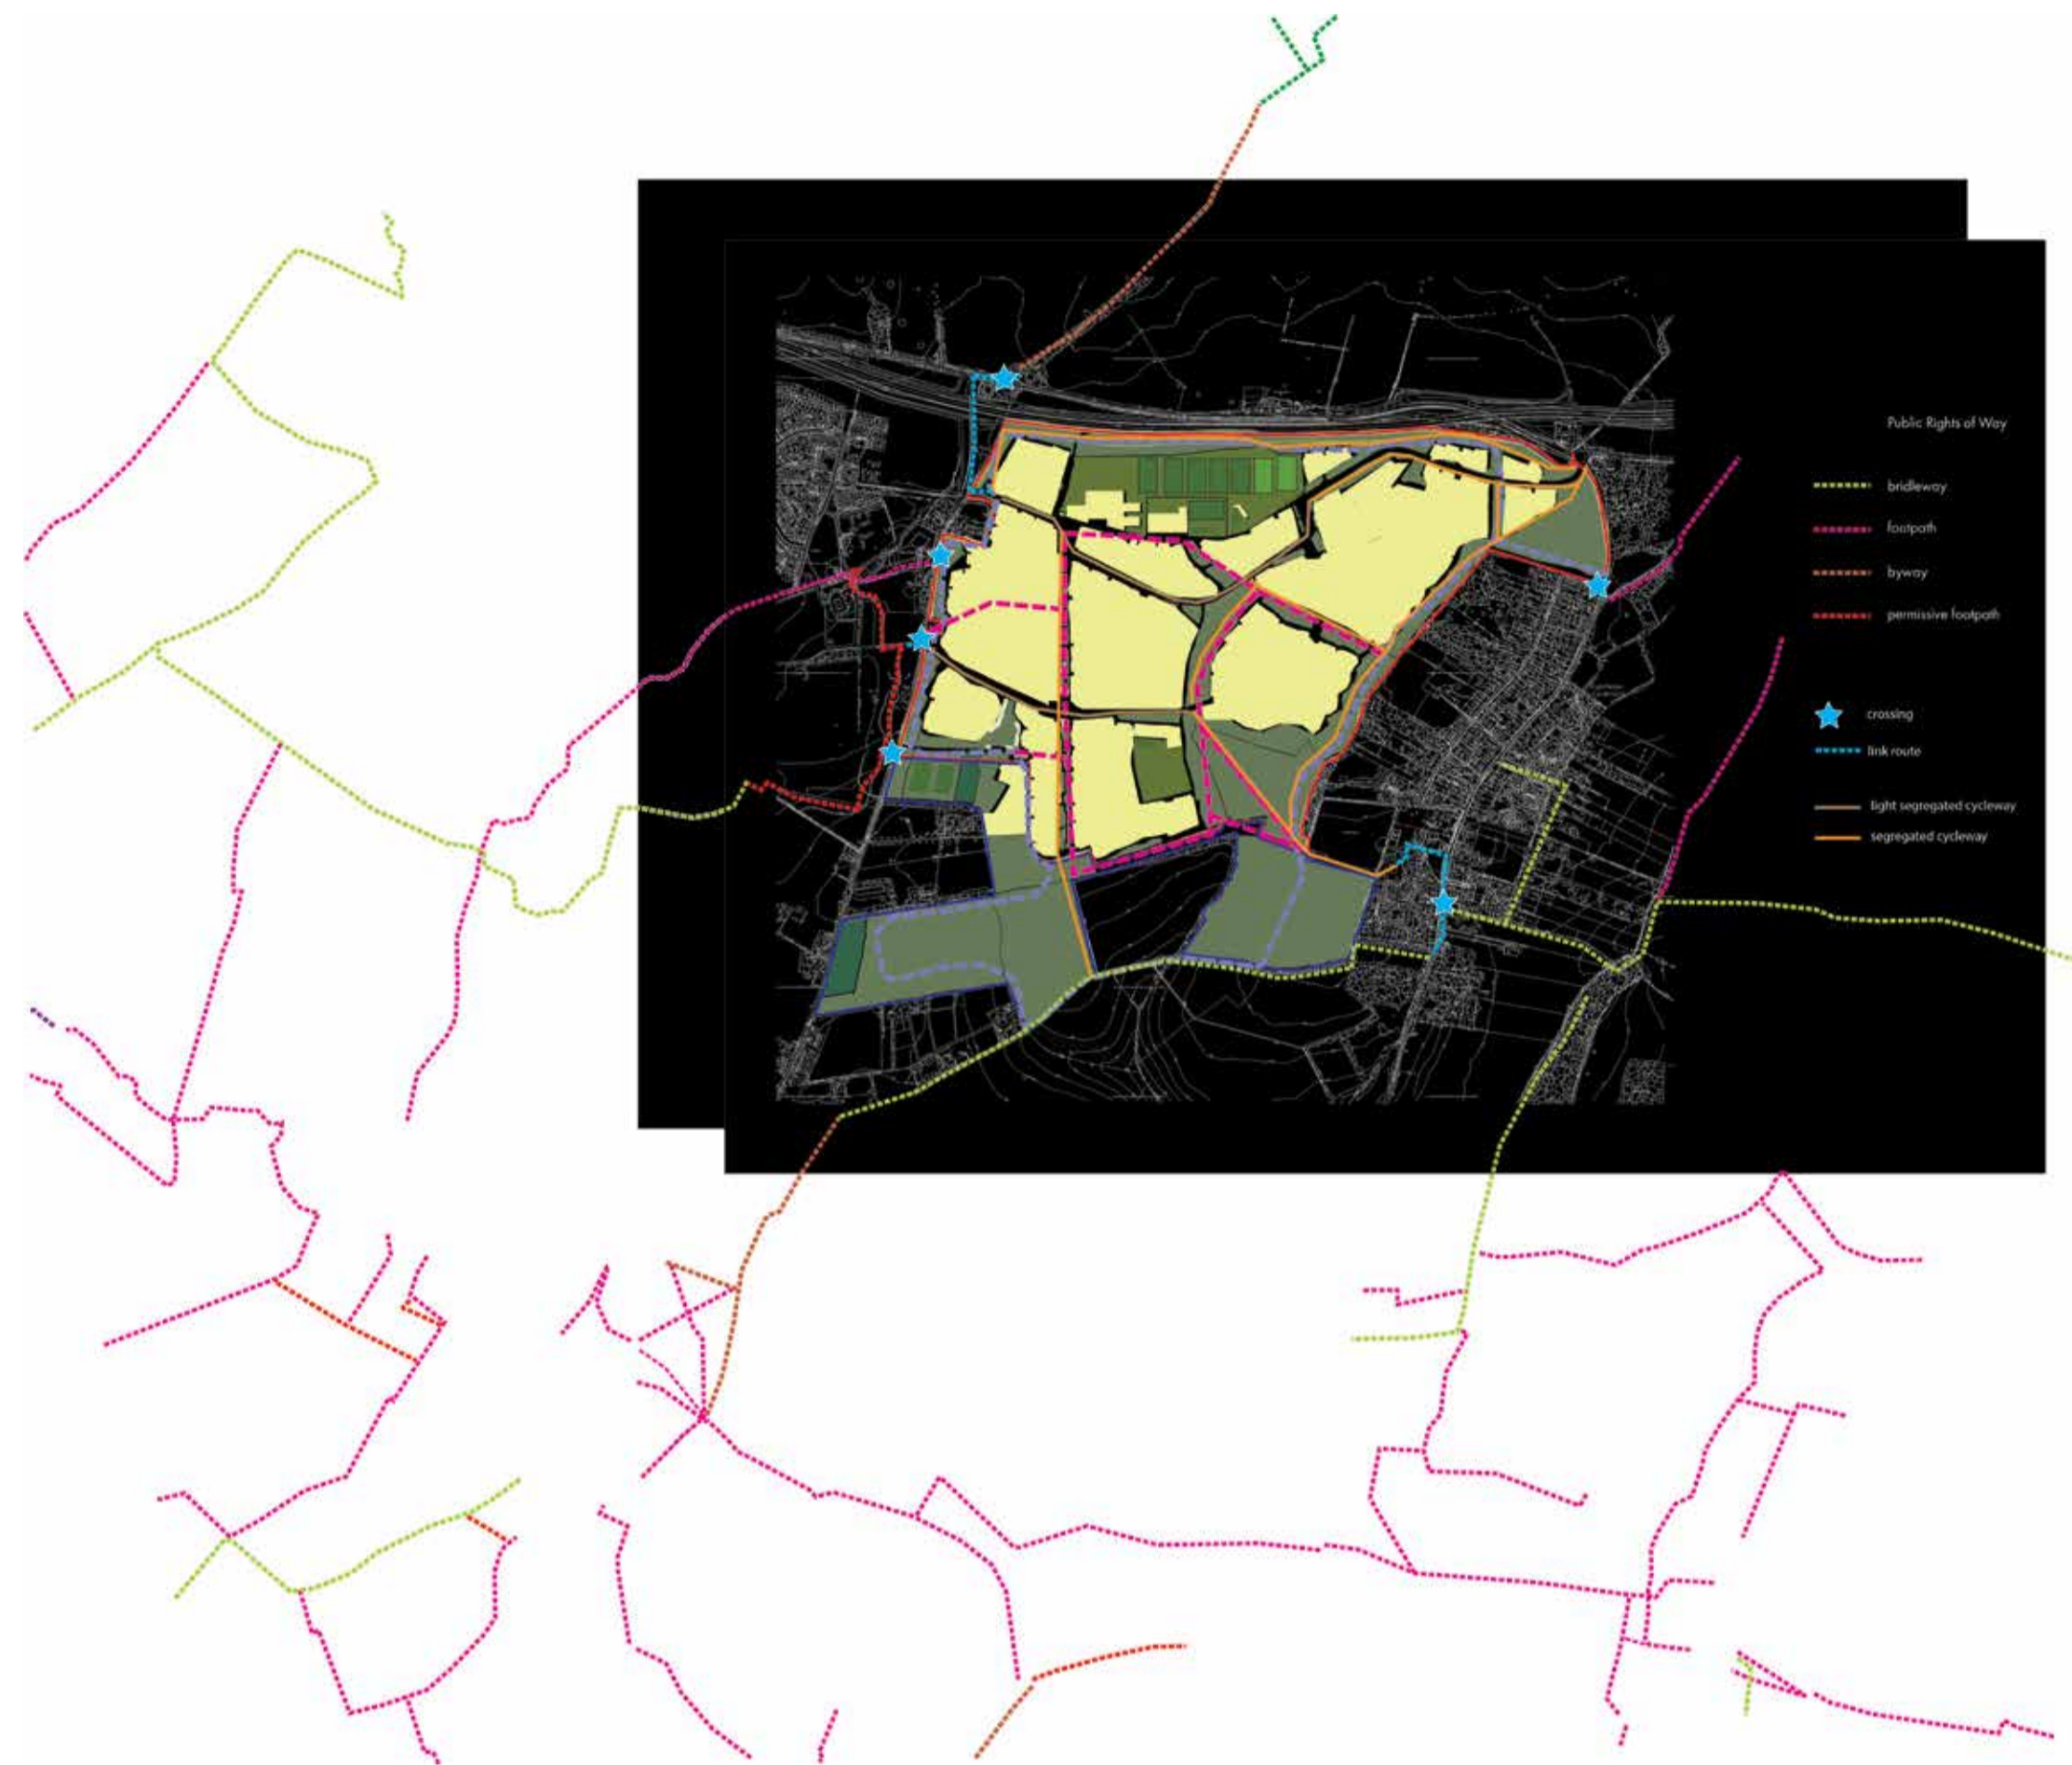 Public Rights of Way
bridleway
footpath
byway
permissive footpath
crossing
link route
light segregated cycleway
segregated cycleway